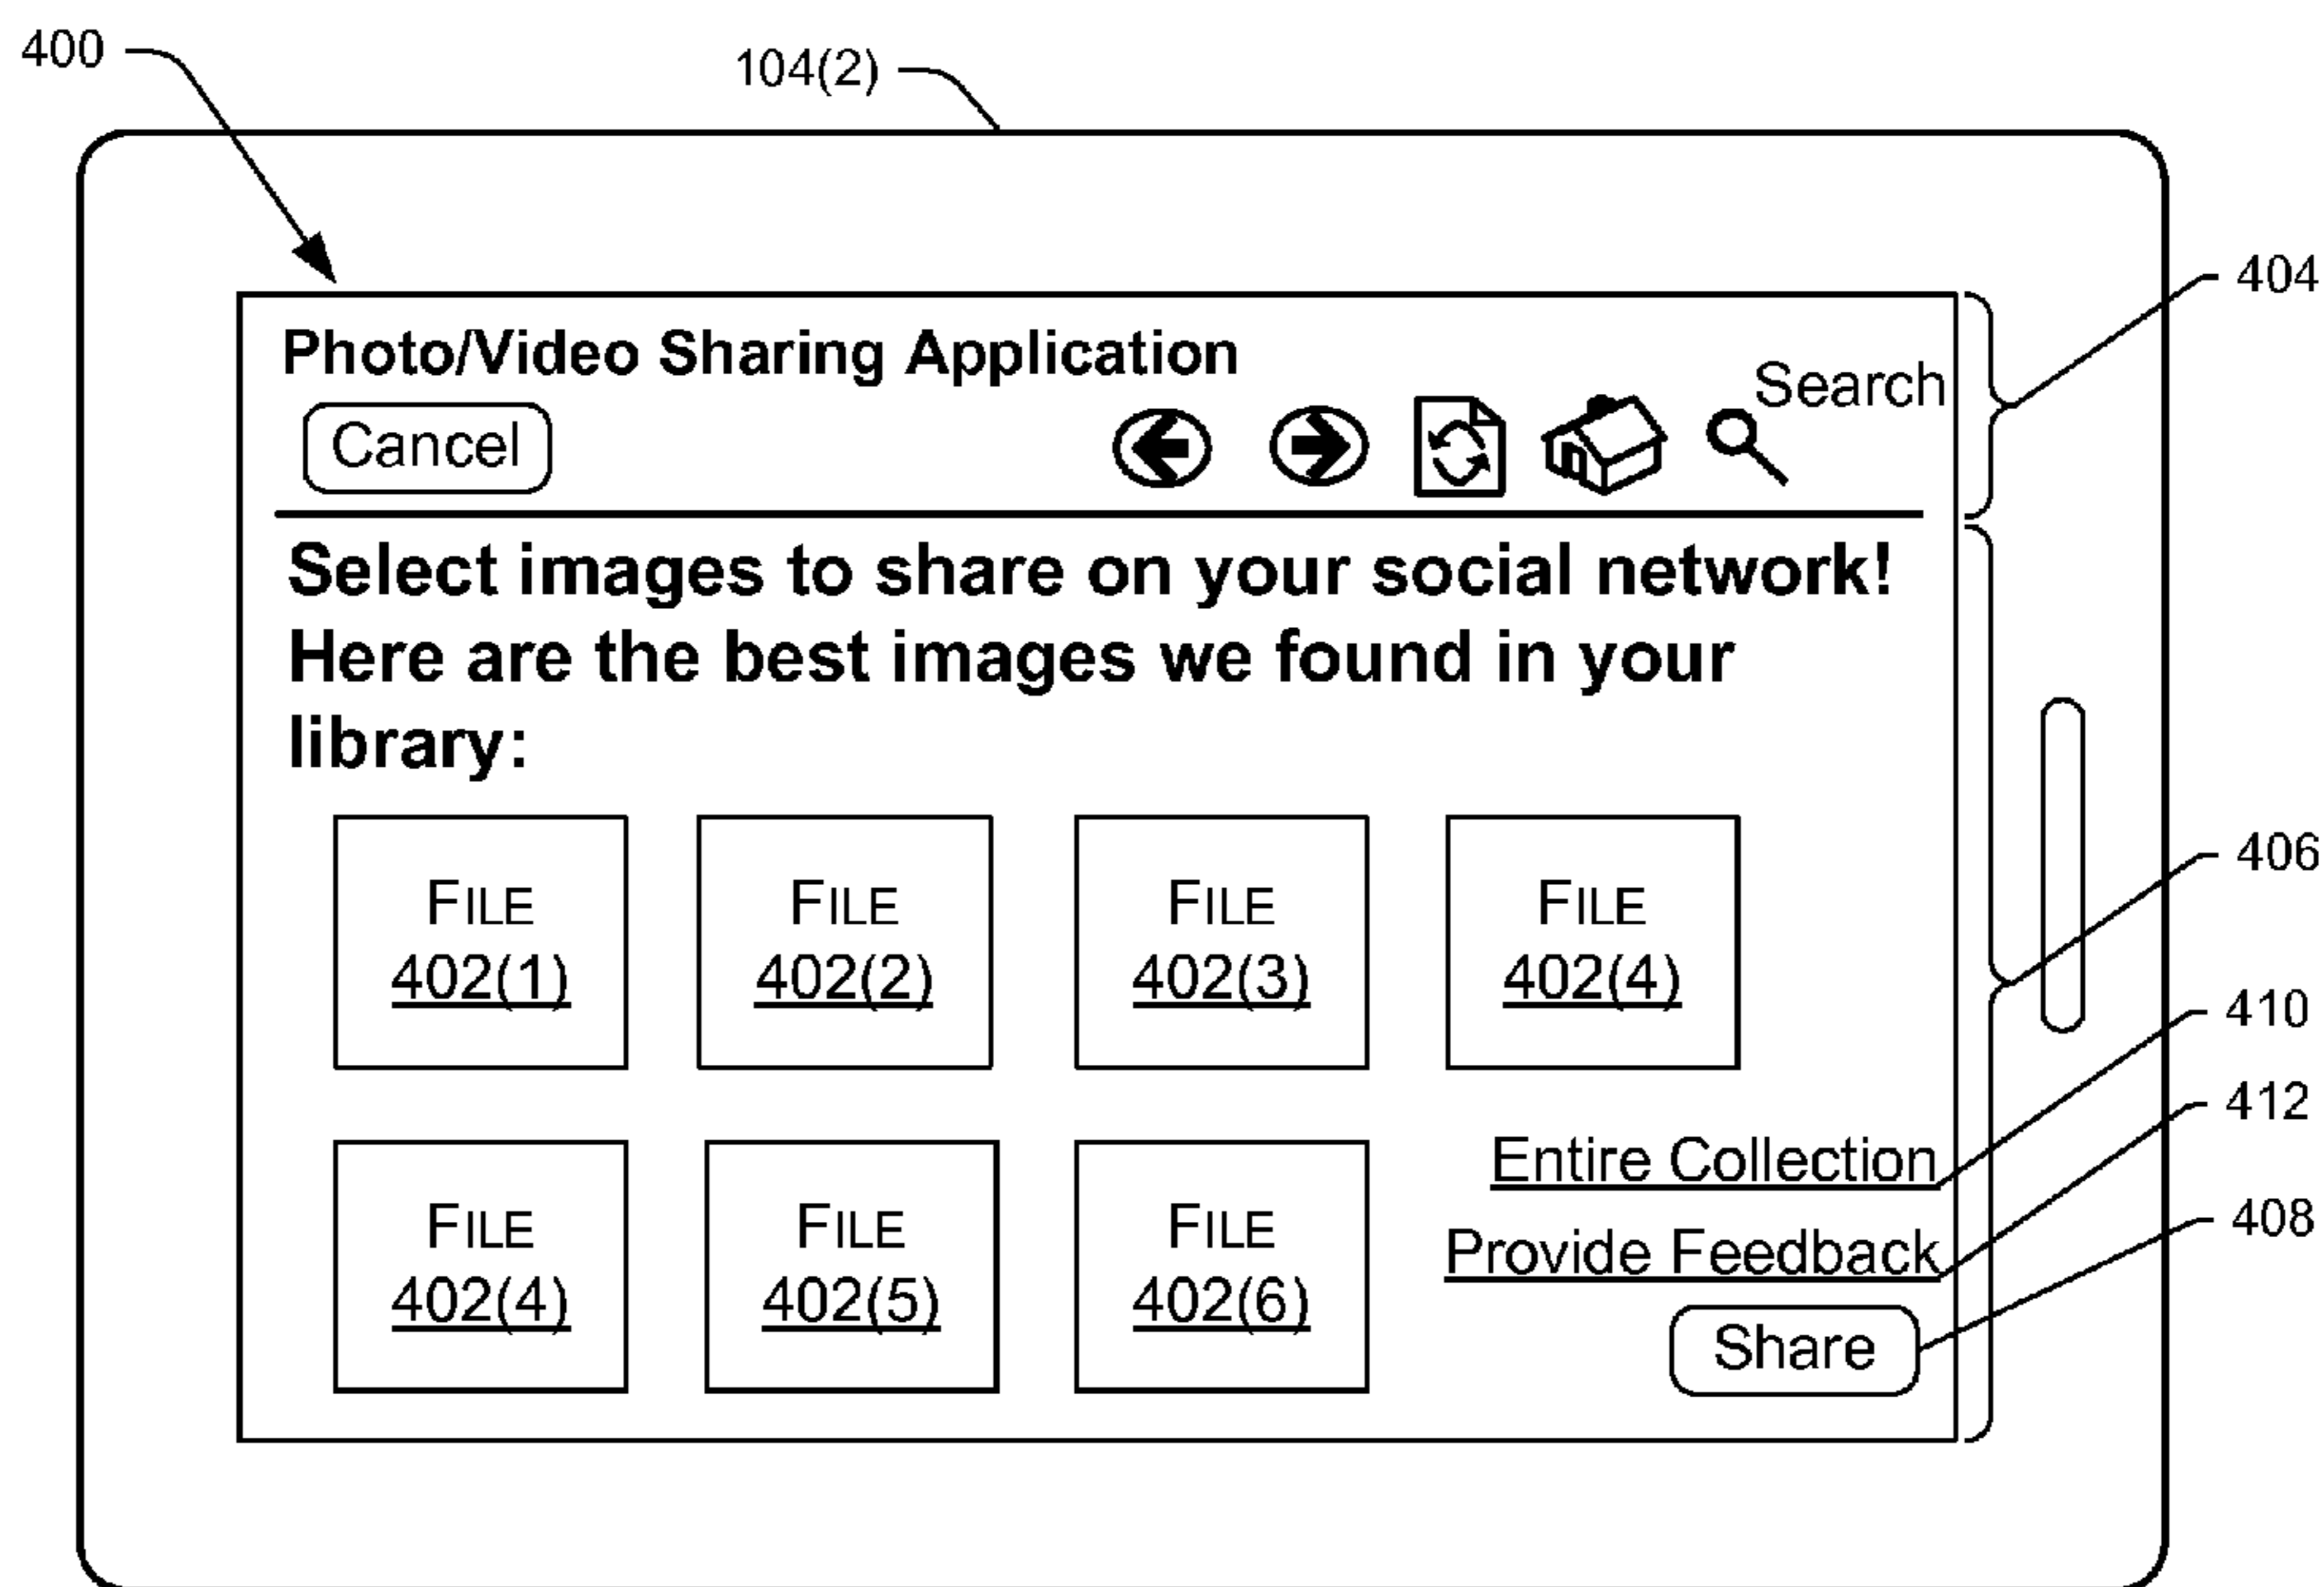 400
104(2)
404
Photo/Video Sharing Application
Search
Cancel
Select images to share on your social network!
Here are the best images we found in your
library:
FILE
402(1)
FILE
402(2)
FILE
402(3)
FILE
402(4)
406
410
412
408
FILE
402(4)
FILE
402(5)
FILE
402(6)
Entire Collection
Provide Feedback
Share